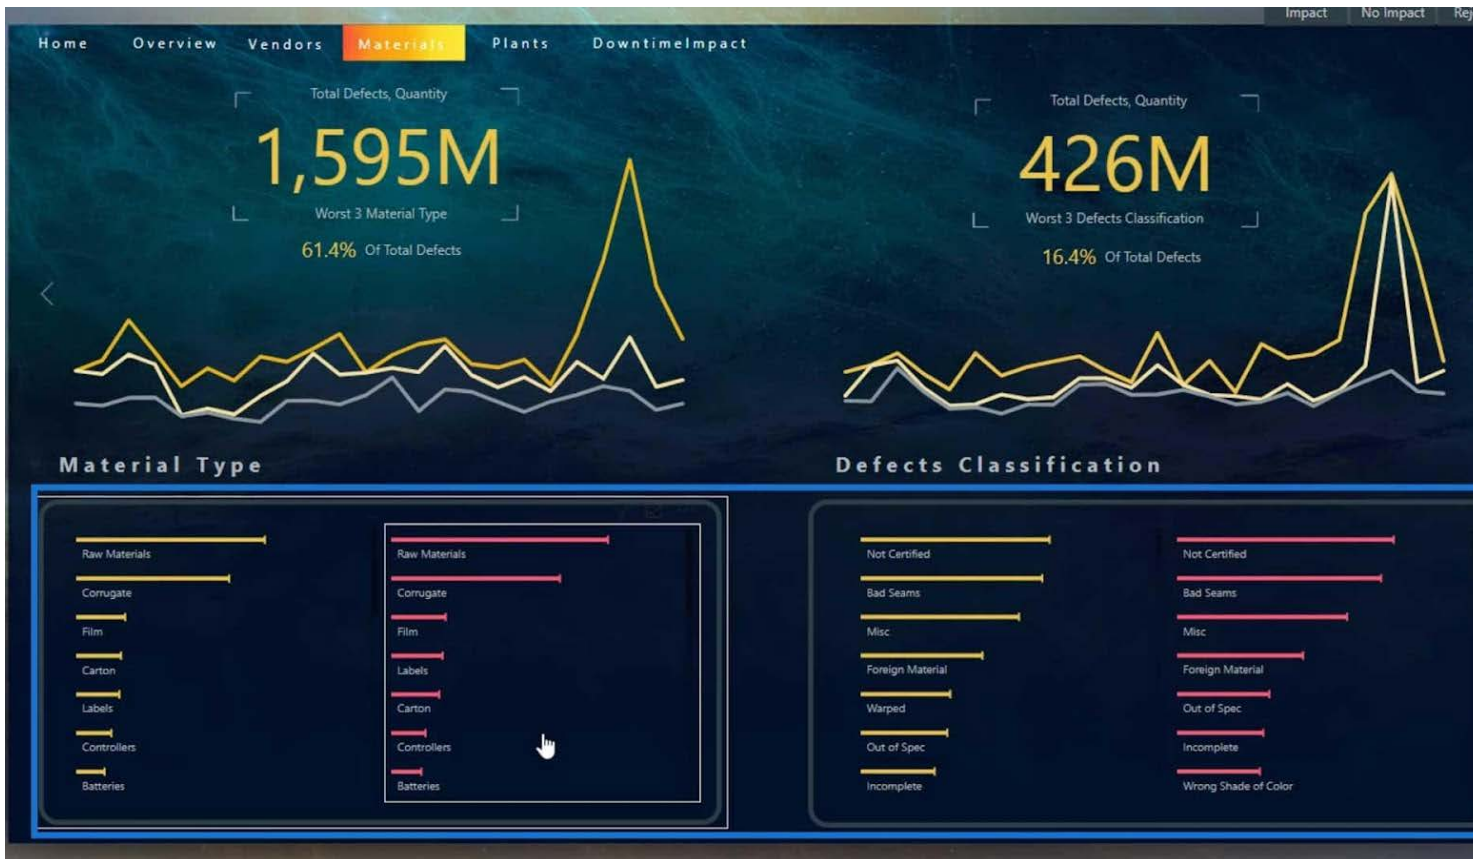 Impact No Impact
Home Overview Vendors Materials Plants DowntimeImpact
Total Defects, Quantity
1,595M
Worst 3 Material Type
61.4% Of Total Defects
Total Defects, Quantity
426M
Worst 3 Defects Classification
16.4% Of Total Defects
Material Type
Raw Materials
Corrugate
Film
Carton
Labels
Controllers
Batteries
Raw Materials
Corrugate
Film
Labels
Carton
Controllers
Batteries
Defects Classification
Not Certified
Bad Seams
Misc
Foreign Material
Warped
Out of Spec
Incomplete
Not Certified
Bad Seams
Misc
Foreign Material
Out of Spec
Incomplete
Wrong Shade of Color